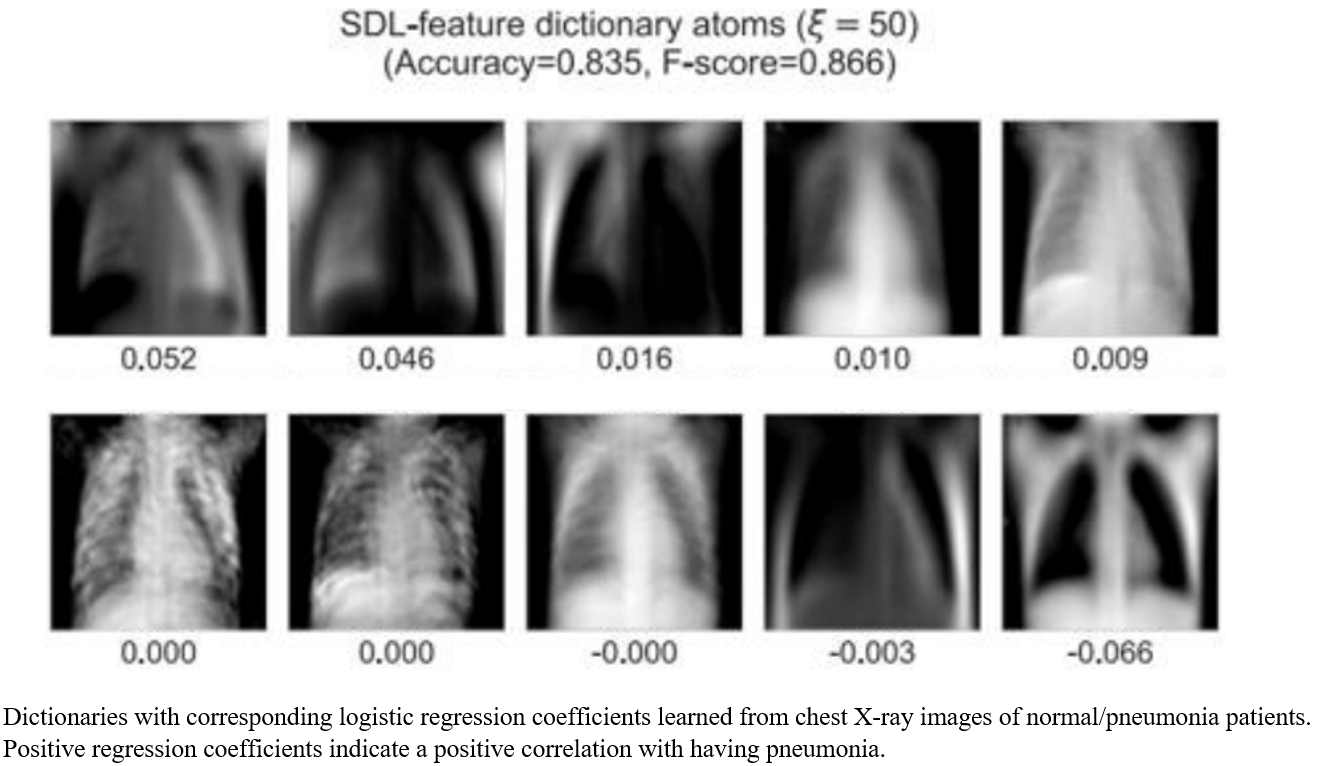 SDL-feature dictionary atoms (ξ = 50)
(Accuracy=0.835, F-score=0.866)
0.052 0.046 0.016 0.010 0.009
0.000 0.000 -0.000 -0.003 -0.066
Dictionaries with corresponding logistic regression coefficients learned from chest X-ray images of normal/pneumonia patients.
Positive regression coefficients indicate a positive correlation with having pneumonia.